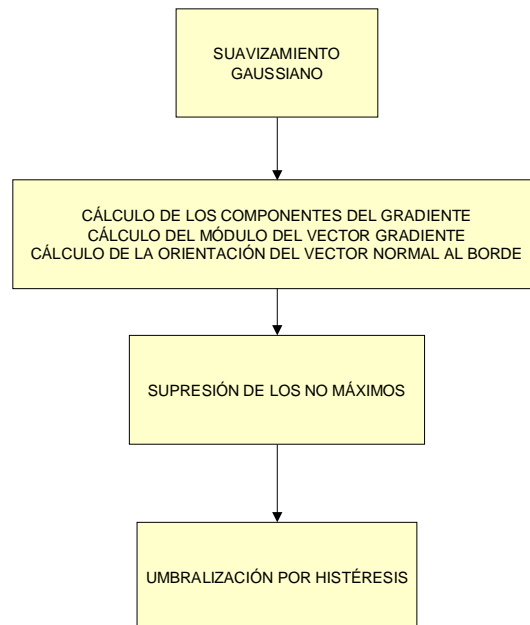 SUAVIZAMIENTO
GAUSSIANO
CÁLCULO DE LOS COMPONENTES DEL GRADIENTE
CÁLCULO DEL MÓDULO DEL VECTOR GRADIENTE
CÁLCULO DE LA ORIENTACIÓN DEL VECTOR NORMAL AL BORDE
SUPRESIÓN DE LOS NO MÁXIMOS
UMBRALIZACIÓN POR HISTÉRESIS